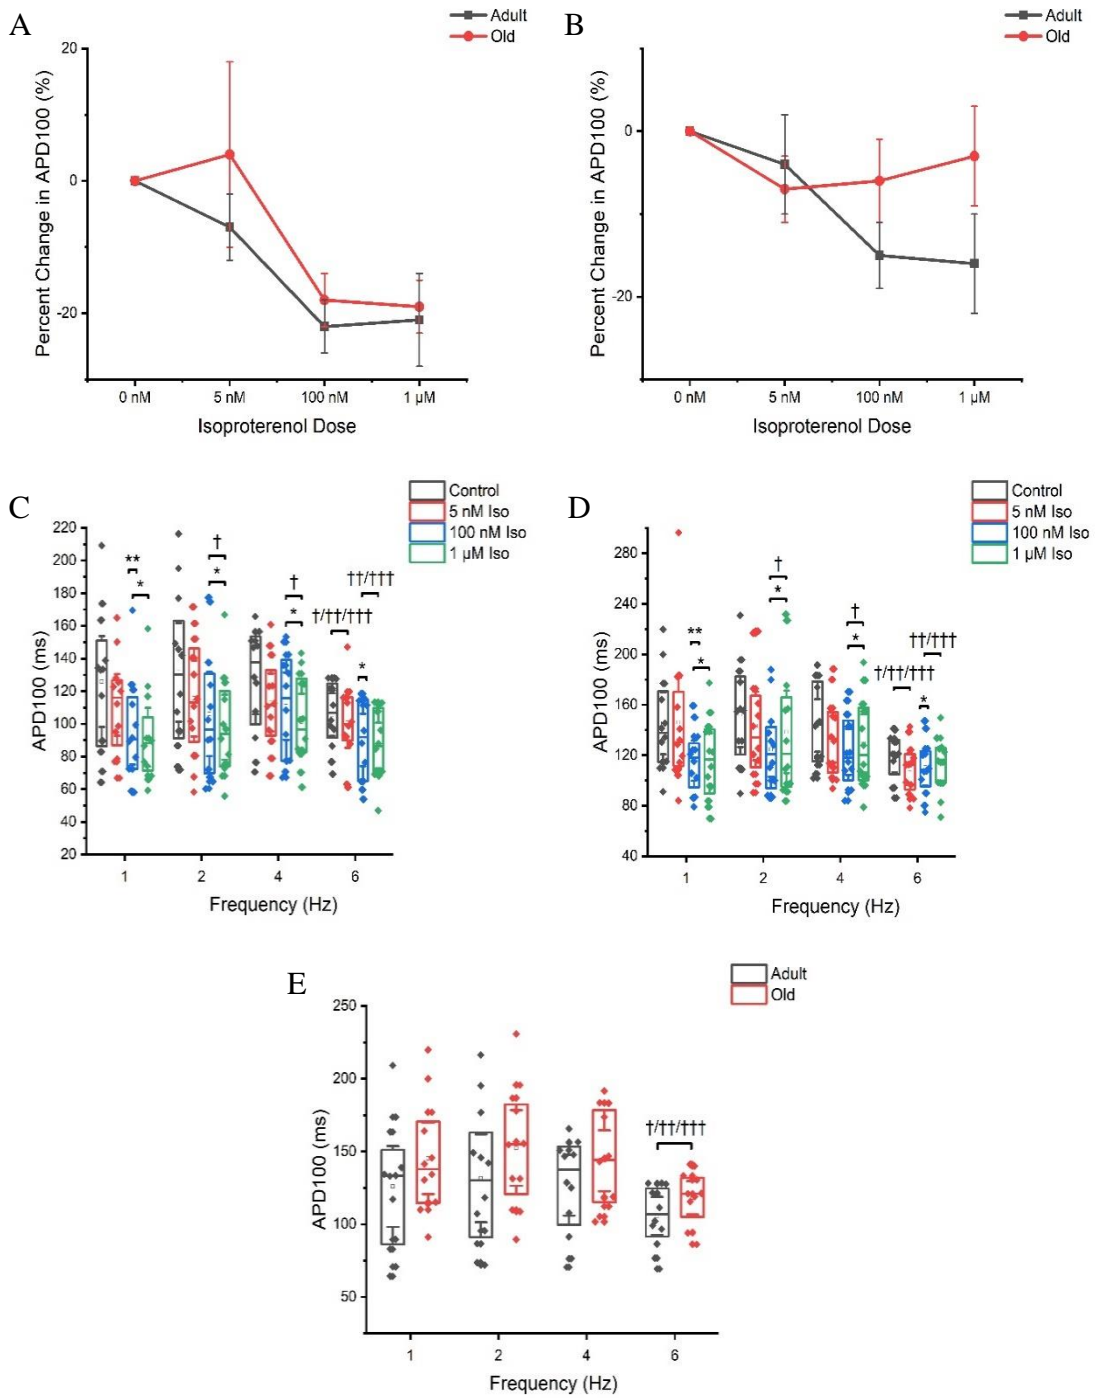 A
Adult
Old
20
0
-20
Percent Change in APD100 (%)
0 nM 5 nM 100 nM 1 µM
Isoproterenol Dose
B
Adult
Old
0
-20
Percent Change in APD100 (%)
0 nM 5 nM 100 nM 1 µM
Isoproterenol Dose
C
Control
5 nM Iso
100 nM Iso
1 µM Iso
220
200
180
160
140
120
100
80
60
40
20
APD100 (ms)
**
*
†
*
†
*
†/††/†††
††/†††
*
1 2 4 6
Frequency (Hz)
D
Control
5 nM Iso
100 nM Iso
1 µM Iso
280
240
200
160
120
80
40
APD100 (ms)
**
*
†
*
†
*
††/†††
†/††/†††
*
1 2 4 6
Frequency (Hz)
E
Adult
Old
250
200
150
100
50
APD100 (ms)
†/††/†††
1 2 4 6
Frequency (Hz)